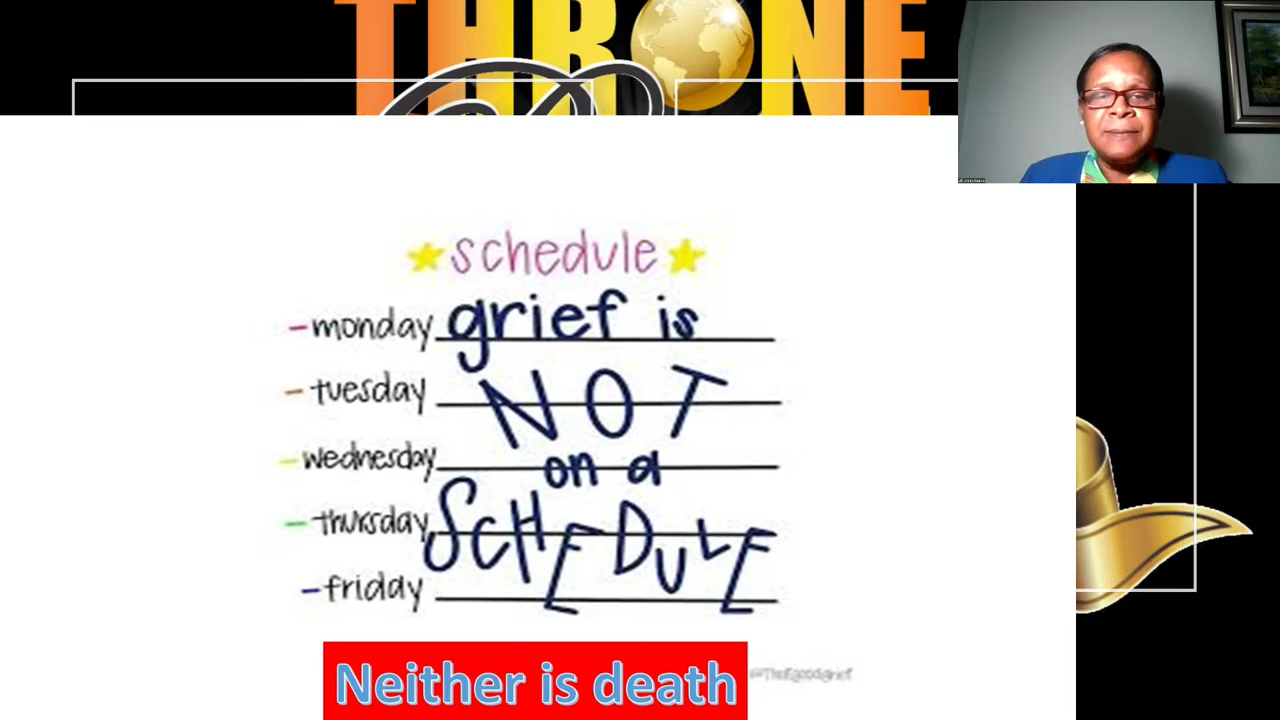 THRONE
schedule
monday grief is
tuesday NOT
wednesday on a
thursday SCHEDULE
friday
Neither is death